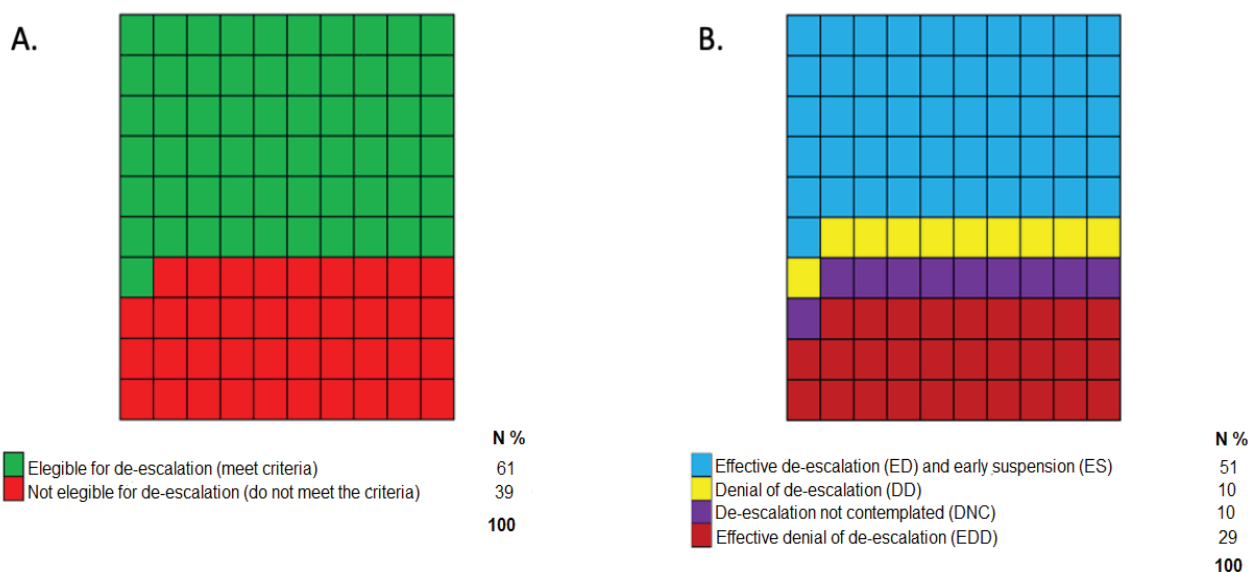 A.
N %
Elegible for de-escalation (meet criteria) 61
Not elegible for de-escalation (do not meet the criteria) 39
100
B.
N %
Effective de-escalation (ED) and early suspension (ES) 51
Denial of de-escalation (DD) 10
De-escalation not contemplated (DNC) 10
Effective denial of de-escalation (EDD) 29
100